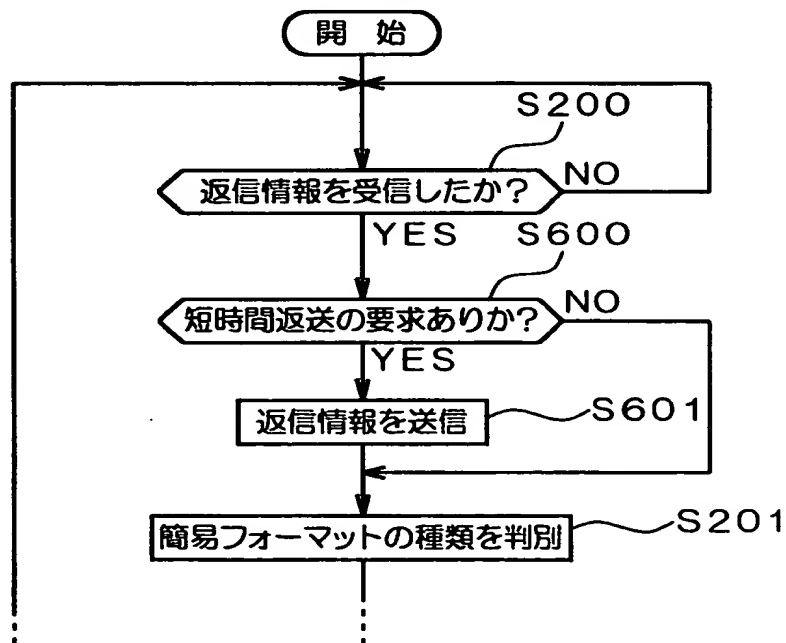 開 始
S200
返信情報を受信したか?
NO
YES
S600
短時間返送の要求ありか?
NO
YES
返信情報を送信
S601
簡易フォーマットの種類を判別
S201